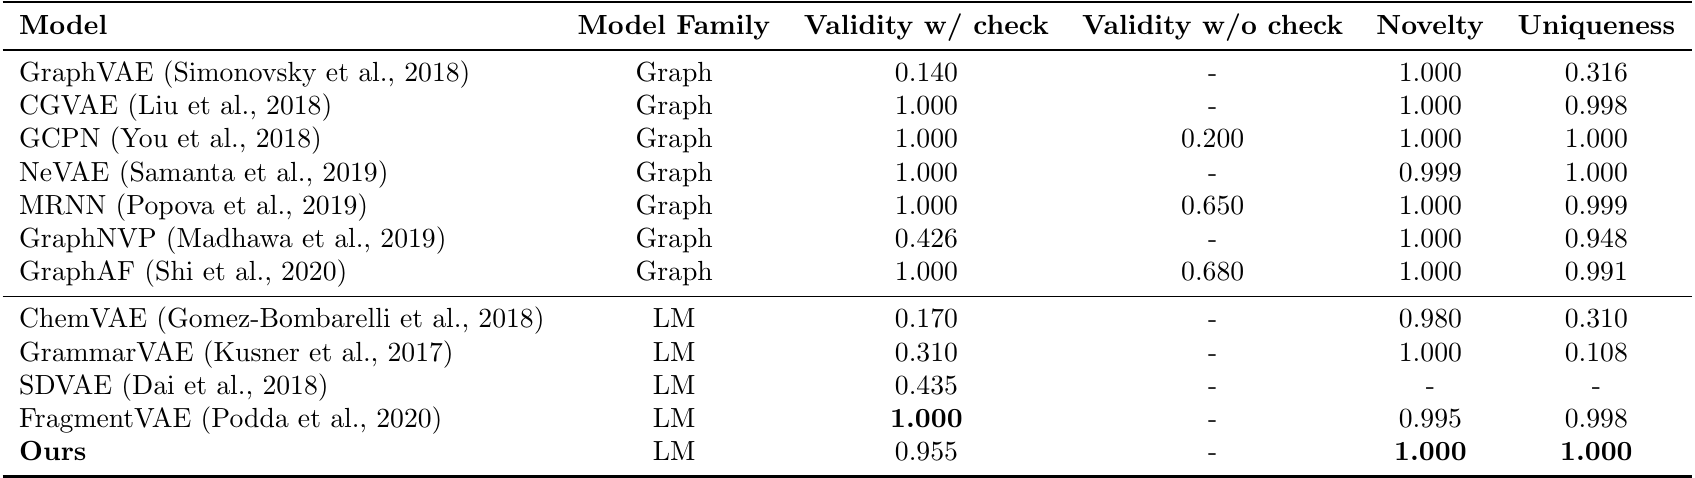 Model Model Family Validity w/ check Validity w/o check Novelty Uniqueness
GraphVAE (Simonovsky et al., 2018) Graph 0.140 - 1.000 0.316
CGVAE (Liu et al., 2018) Graph 1.000 - 1.000 0.998
GCPN (You et al., 2018) Graph 1.000 0.200 1.000 1.000
NeVAE (Samanta et al., 2019) Graph 1.000 - 0.999 1.000
MRNN (Popova et al., 2019) Graph 1.000 0.650 1.000 0.999
GraphNVP (Madhawa et al., 2019) Graph 0.426 - 1.000 0.948
GraphAF (Shi et al., 2020) Graph 1.000 0.680 1.000 0.991
ChemVAE (Gomez-Bombarelli et al., 2018) LM 0.170 - 0.980 0.310
GrammarVAE (Kusner et al., 2017) LM 0.310 - 1.000 0.108
SDVAE (Dai et al., 2018) LM 0.435 - - -
FragmentVAE (Podda et al., 2020) LM 1.000 - 0.995 0.998
Ours LM 0.955 - 1.000 1.000